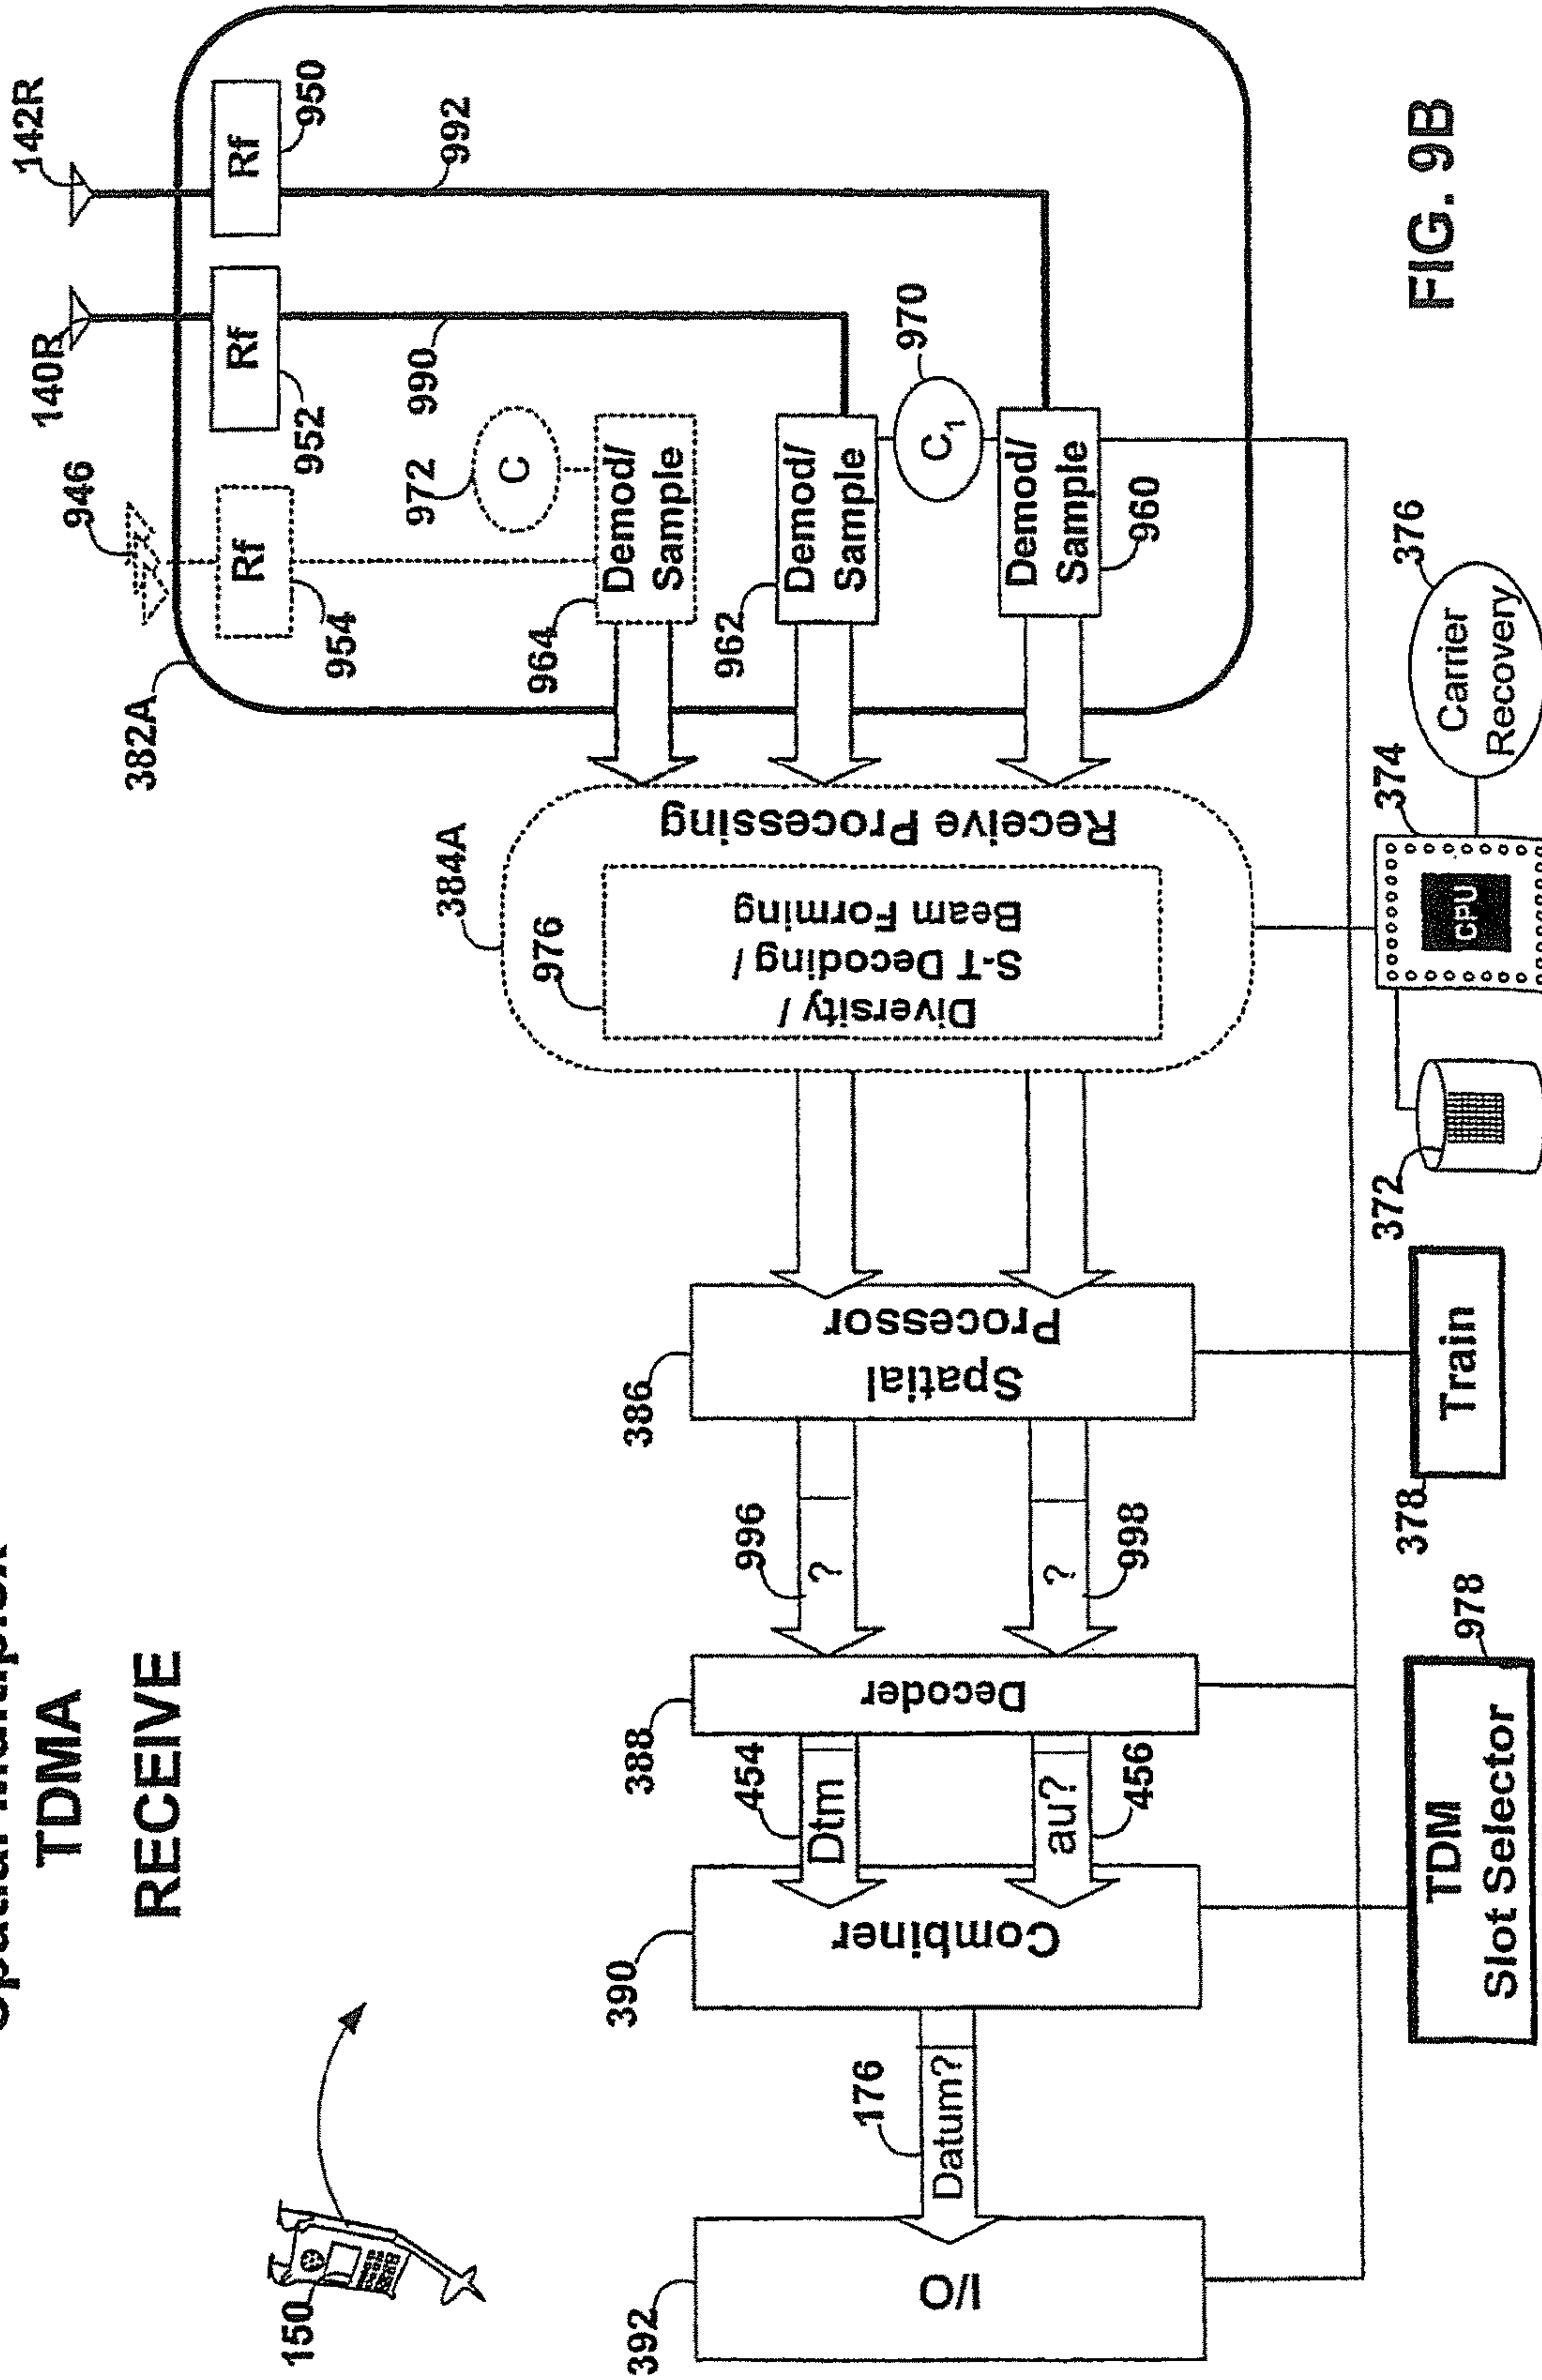 Spatial Multiplex
TDMA
RECEIVE
150
392
I/O
176
Datum?
390
Combiner
454
Dtm
au?
456
388
Decoder
996
?
?
998
386
Spatial
Processor
384A
976
Diversity /
S-T Decoding /
Beam Forming
Receive Processing
382A
946
140R
142R
Rf
954
Rf
952
Rf
950
972
C
990
992
964
Demod/
Sample
962
Demod/
Sample
C1
970
Demod/
Sample
960
978
TDM
Slot Selector
378
Train
372
374
CPU
376
Carrier
Recovery
FIG. 9B